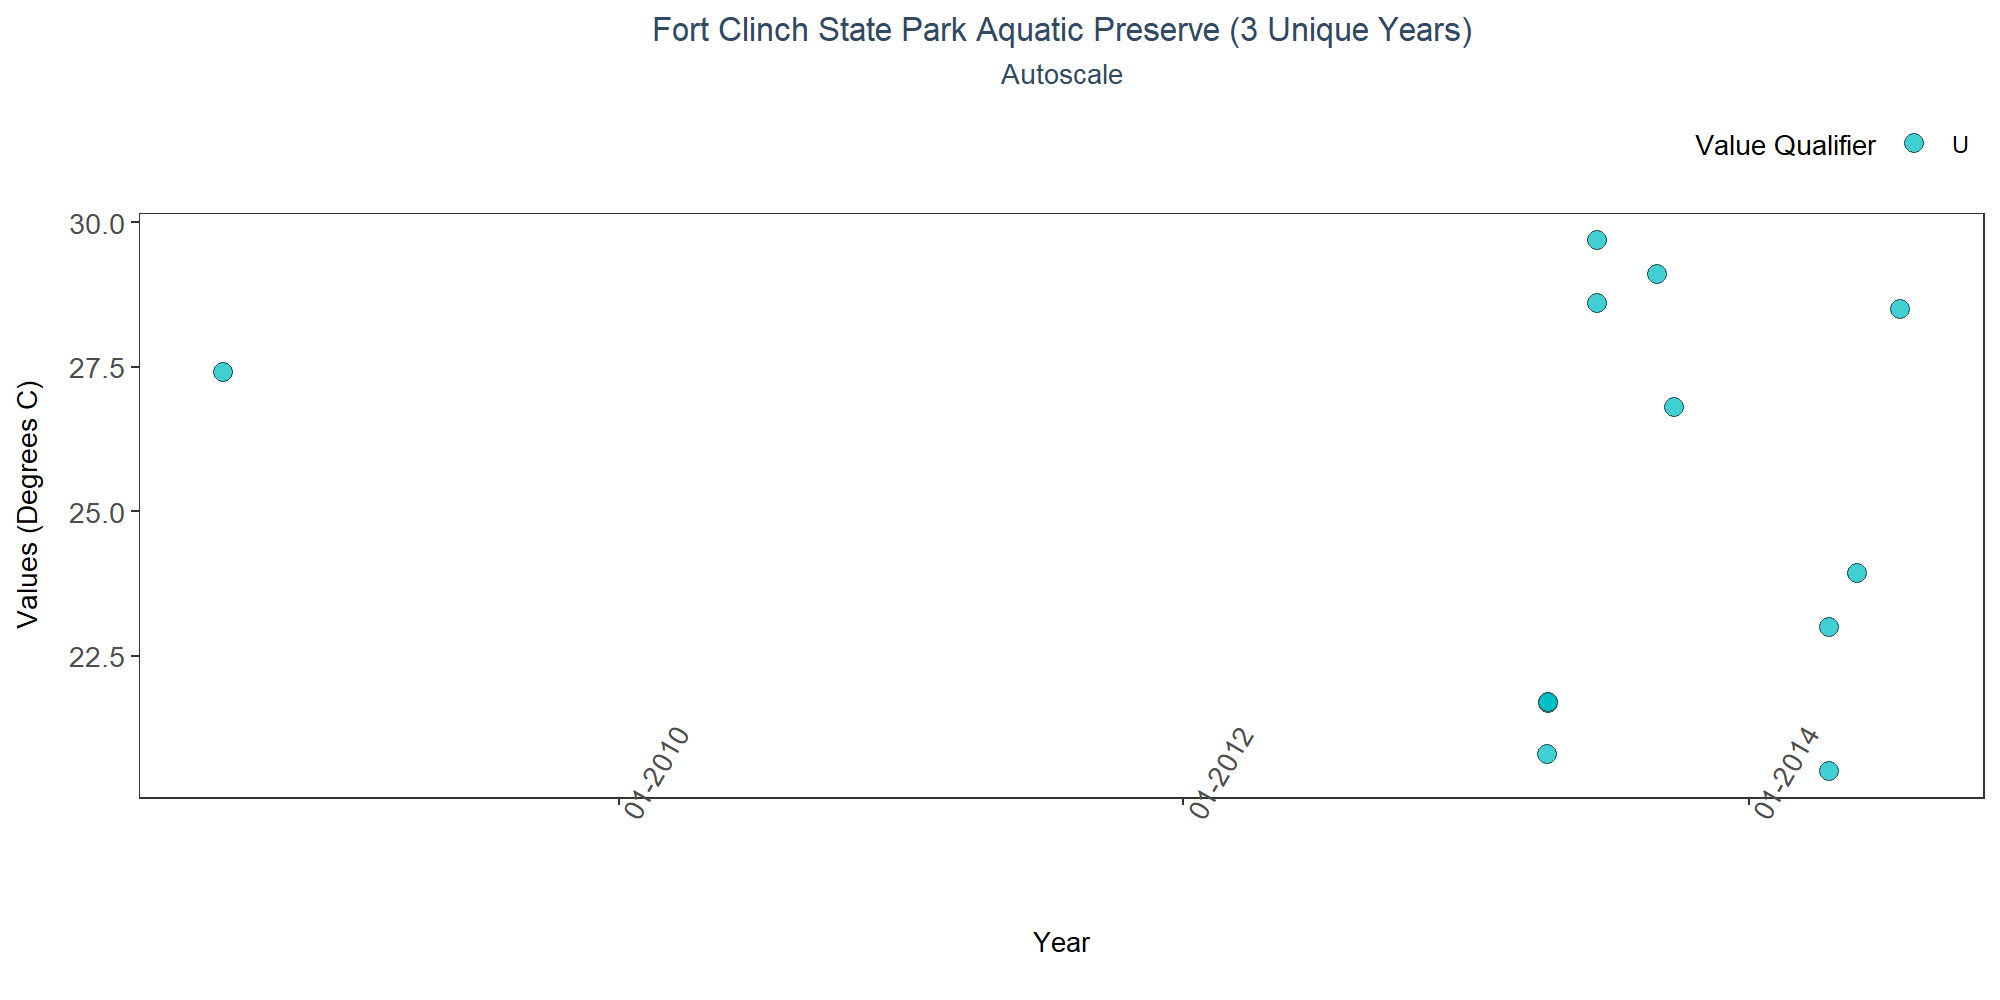 Fort Clinch State Park Aquatic Preserve (3 Unique Years)
Autoscale
Value Qualifier U
30.0
27.5
25.0
22.5
Values (Degrees C)
01-2010
01-2012
01-2014
Year